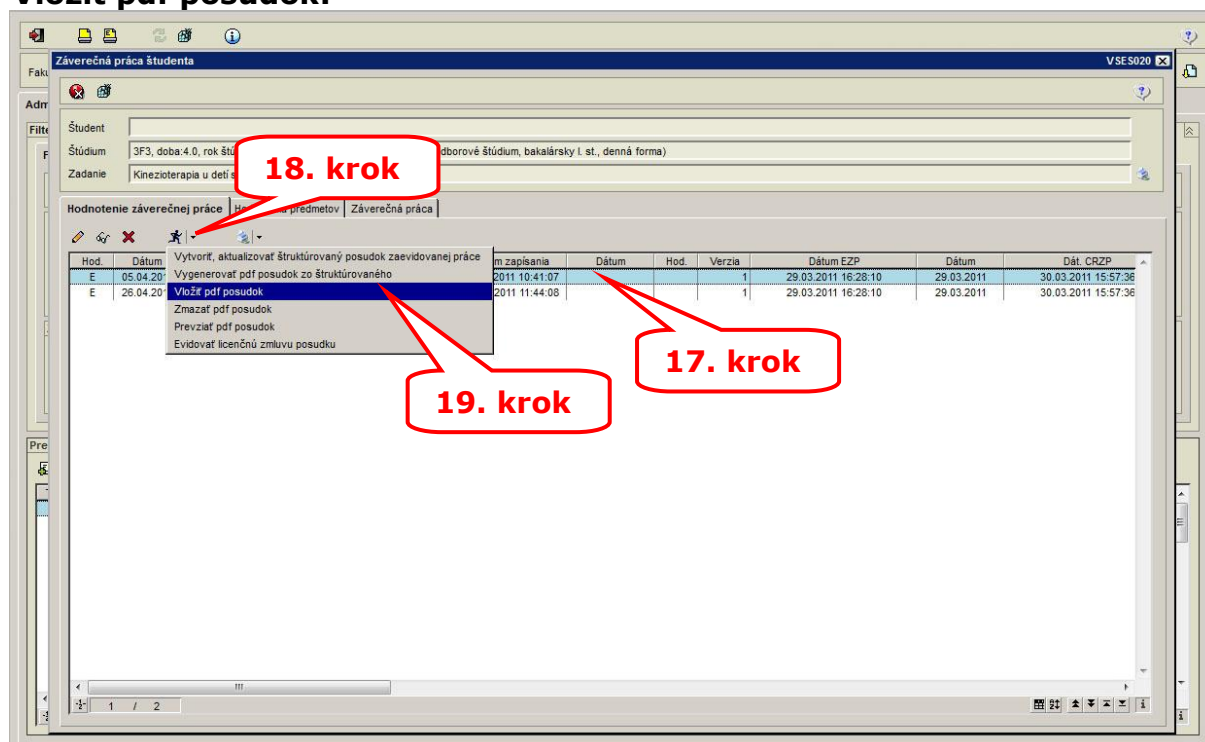 Vložiť pdf posudok.
Záverečná práca študenta VSES020
Faku
Adm
Filte
F
Študent
Štúdium 3F3, doba:4.0, rok štú dborové štúdium, bakalársky I. st., denná forma)
Zadanie Kinezioterapia u detí s
18. krok
Hodnotenie záverečnej práce predmetov Záverečná práca
Hod. Dátum m zapísania Dátum Hod. Verzia Dátum EZP Dátum Dát. CRZP
E 05.04.20 2011 10:41:07 1 29.03.2011 16:28:10 29.03.2011 30.03.2011 15:57:36
E 26.04.20 2011 11:44:08 1 29.03.2011 16:28:10 29.03.2011 30.03.2011 15:57:36
Vytvoriť, aktualizovať štruktúrovaný posudok zaevidovanej práce
Vygenerovať pdf posudok zo štruktúrovaného
Vložiť pdf posudok
Zmazať pdf posudok
Prevziať pdf posudok
Evidovať licenčnú zmluvu posudku
17. krok
19. krok
Pre
1 / 2